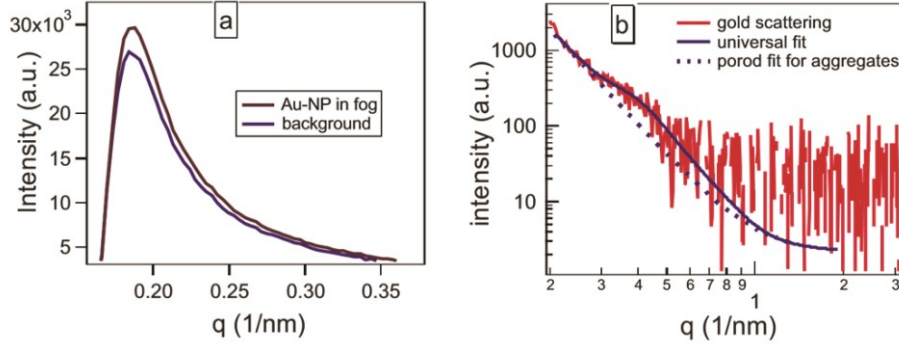 a
30x10³
25
20
15
10
5
Intensity (a.u.)
Au-NP in fog
background
0.20
0.25
0.30
0.35
q (1/nm)
b
gold scattering
universal fit
porod fit for aggregates
1000
100
10
intensity (a.u.)
2 3 4 5 6 7 8 9 1 2 3
q (1/nm)